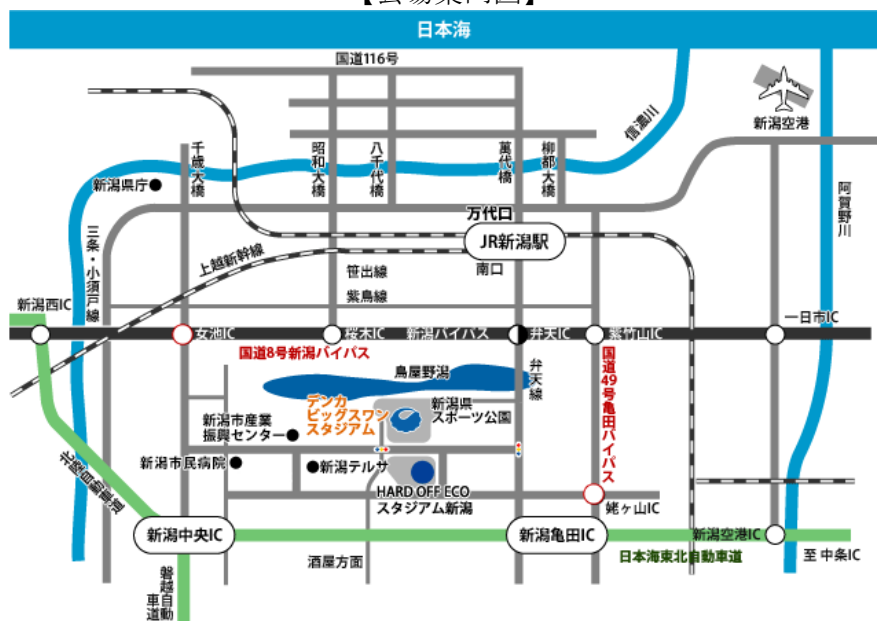 日本海
国道116号
新潟空港
信濃川
千歳大橋
昭和大橋
八千代橋
萬代橋
柳都大橋
新潟県庁
阿賀野川
万代口
JR新潟駅
南口
三条・小須戸線
上越新幹線
笹出線
紫鳥線
新潟西IC
女池IC
桜木IC
新潟バイパス
弁天IC
紫竹山IC
一日市IC
国道8号新潟バイパス
鳥屋野潟
弁天線
国道49号亀田バイパス
デンカ
ビッグスワン
スタジアム
新潟県
スポーツ公園
新潟市産業
振興センター
新潟市民病院
新潟テルサ
HARD OFF ECO
スタジアム新潟
北陸自動車道
姥ヶ山IC
新潟中央IC
新潟亀田IC
新潟空港IC
酒屋方面
日本海東北自動車道
至 中条IC
磐越自動
車道